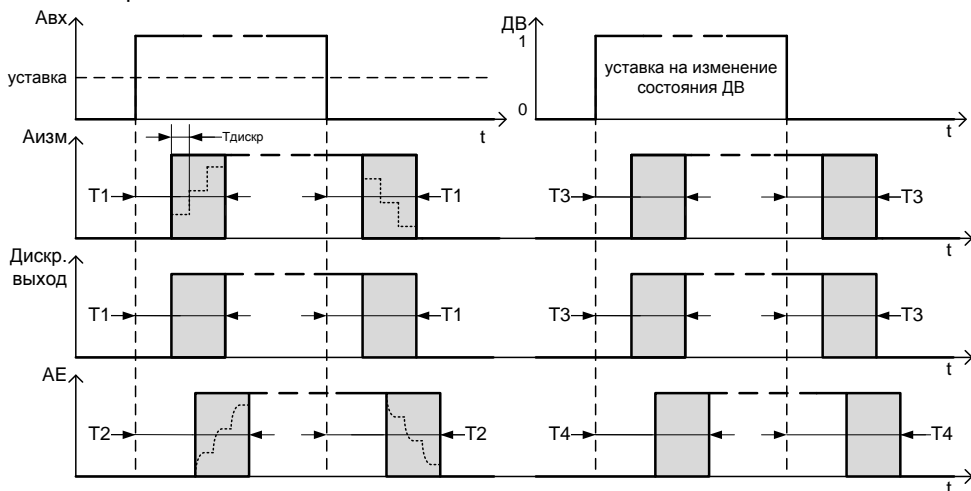 Авх
ДВ
1
уставка
уставка на изменение
состояния ДВ
0
t
t
Аизм
Тдискр
Т1
Т1
Т3
Т3
t
t
Дискр.
выход
Т1
Т1
Т3
Т3
t
t
АЕ
Т2
Т2
Т4
Т4
t
t